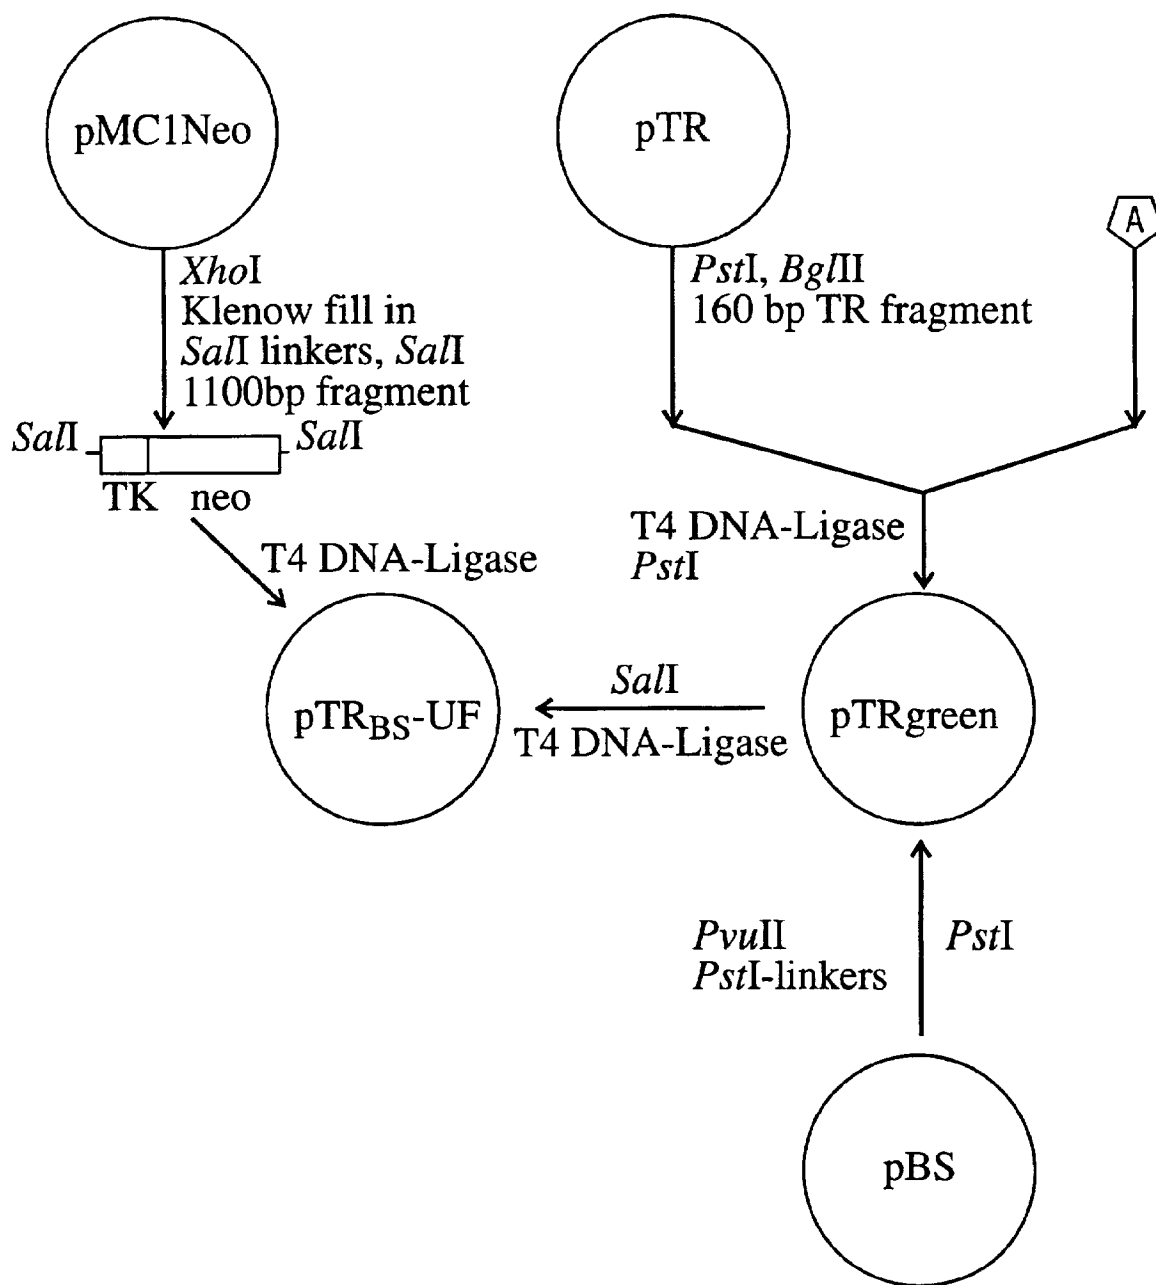 pMC1Neo
pTR
A
XhoI
Klenow fill in
SalI linkers, SalI
1100bp fragment
PstI, BglII
160 bp TR fragment
SalI
SalI
TK neo
T4 DNA-Ligase
T4 DNA-Ligase
PstI
pTRBS-UF
SalI
T4 DNA-Ligase
pTRgreen
PvuII
PstI-linkers
PstI
pBS